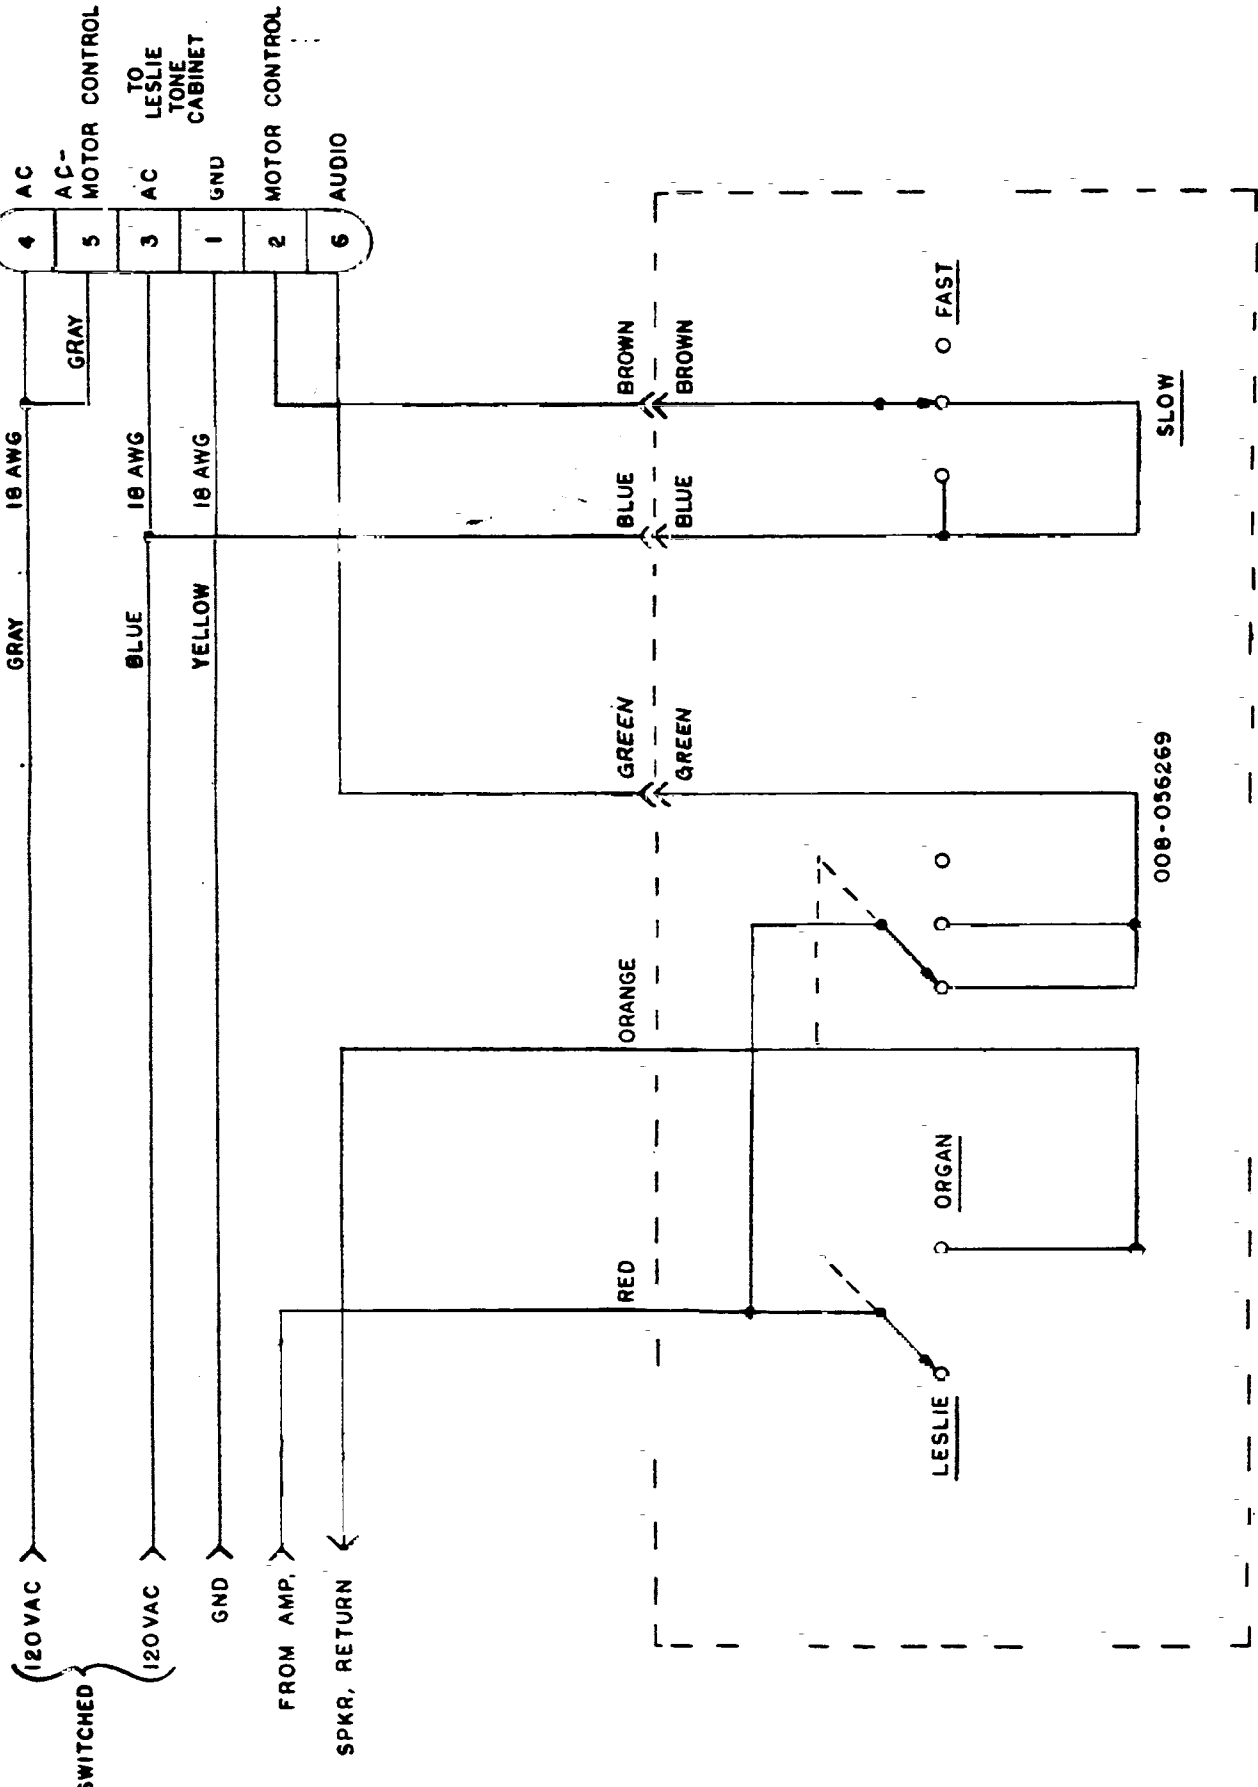 SWITCHED
120VAC
120VAC
GND
FROM AMP.
SPKR, RETURN
GRAY
18 AWG
BLUE
18 AWG
YELLOW
18 AWG
GRAY
4
5
3
1
2
6
AC
AC-
MOTOR CONTROL
AC
GND
MOTOR CONTROL
AUDIO
TO
LESLIE
TONE
CABINET
RED
ORANGE
GREEN
GREEN
BLUE
BLUE
BROWN
BROWN
LESLIE
ORGAN
FAST
SLOW
008-056269